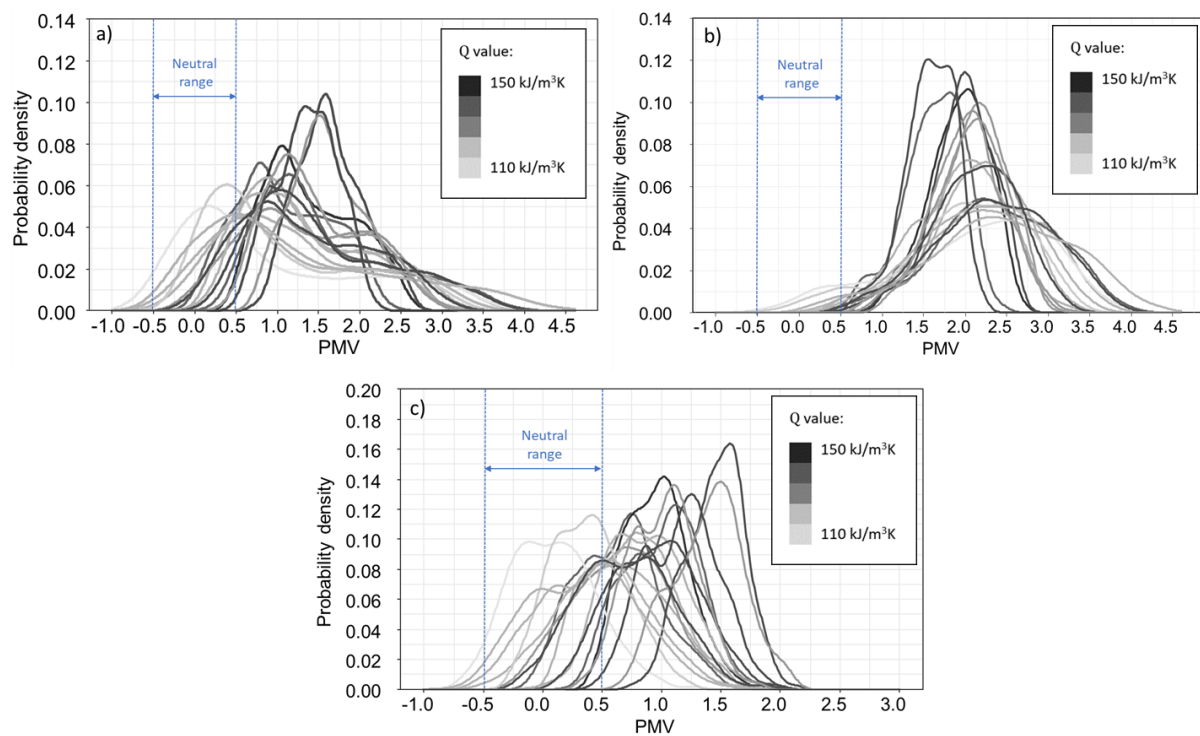 a)
Neutral
range
Q value:
150 kJ/m³K
110 kJ/m³K
0.14
0.12
0.10
0.08
0.06
0.04
0.02
0.00
Probability density
-1.0 -0.5 0.0 0.5 1.0 1.5 2.0 2.5 3.0 3.5 4.0 4.5
PMV
b)
Neutral
range
Q value:
150 kJ/m³K
110 kJ/m³K
0.14
0.12
0.10
0.08
0.06
0.04
0.02
0.00
Probability density
-1.0 -0.5 0.0 0.5 1.0 1.5 2.0 2.5 3.0 3.5 4.0 4.5
PMV
c)
Neutral
range
Q value:
150 kJ/m³K
110 kJ/m³K
0.20
0.18
0.16
0.14
0.12
0.10
0.08
0.06
0.04
0.02
0.00
Probability density
-1.0 -0.5 0.0 0.5 1.0 1.5 2.0 2.5 3.0
PMV